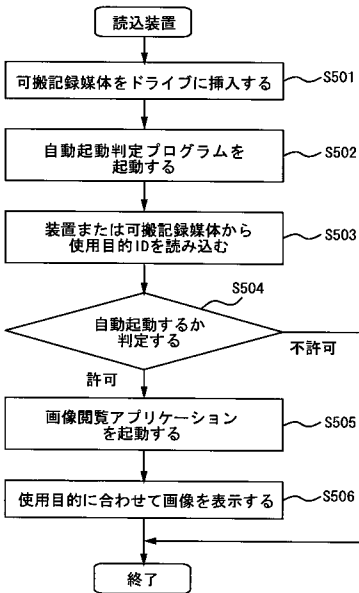 読込装置
可搬記録媒体をドライブに挿入する
S501
自動起動判定プログラムを
起動する
S502
装置または可搬記録媒体から
使用目的IDを読み込む
S503
S504
自動起動するか
判定する
不許可
許可
画像閲覧アプリケーション
を起動する
S505
使用目的に合わせて画像を表示する
S506
終了